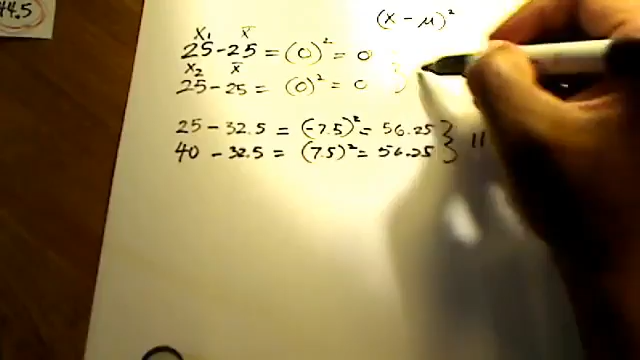 44.5
(x - μ)²
x₁ x̅
25 - 25 = (0)² = 0
x₂ x̅
25 - 25 = (0)² = 0 }
25 - 32.5 = (-7.5)² = 56.25
40 - 32.5 = (7.5)² = 56.25 } 11